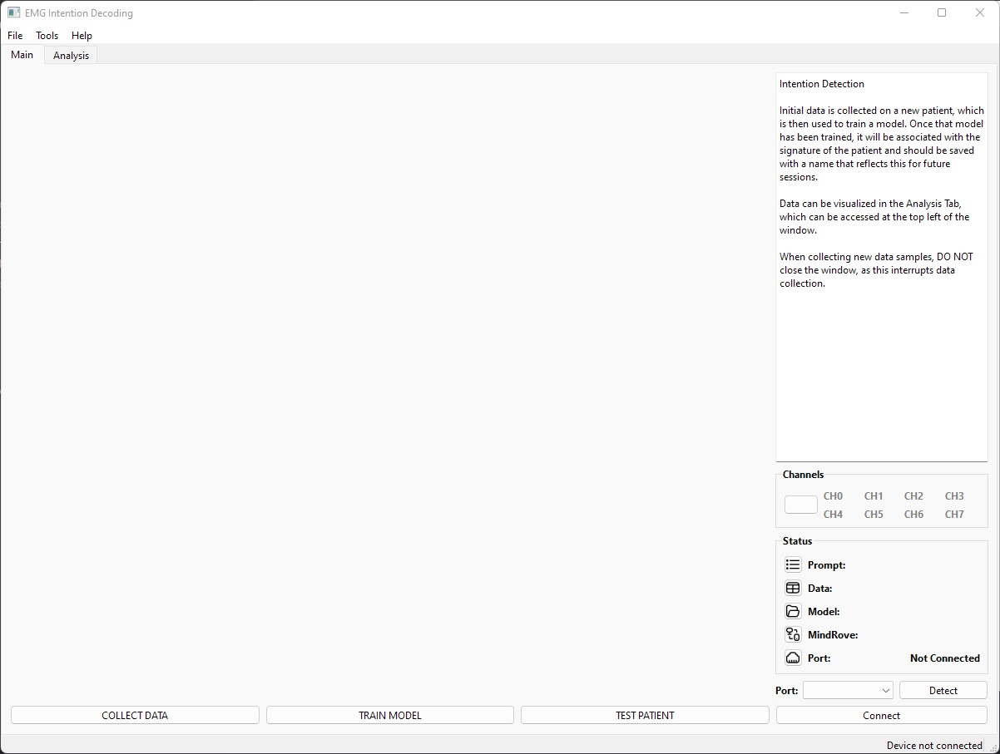 EMG Intention Decoding
File Tools Help
Main Analysis
Intention Detection
Initial data is collected on a new patient, which
is then used to train a model. Once that model
has been trained, it will be associated with the
signature of the patient and should be saved
with a name that reflects this for future
sessions.
Data can be visualized in the Analysis Tab,
which can be accessed at the top left of the
window.
When collecting new data samples, DO NOT
close the window, as this interrupts data
collection.
Channels
CH0 CH1 CH2 CH3
CH4 CH5 CH6 CH7
Status
Prompt:
Data:
Model:
MindRove:
Port: Not Connected
Port: Detect
COLLECT DATA TRAIN MODEL TEST PATIENT Connect
Device not connected